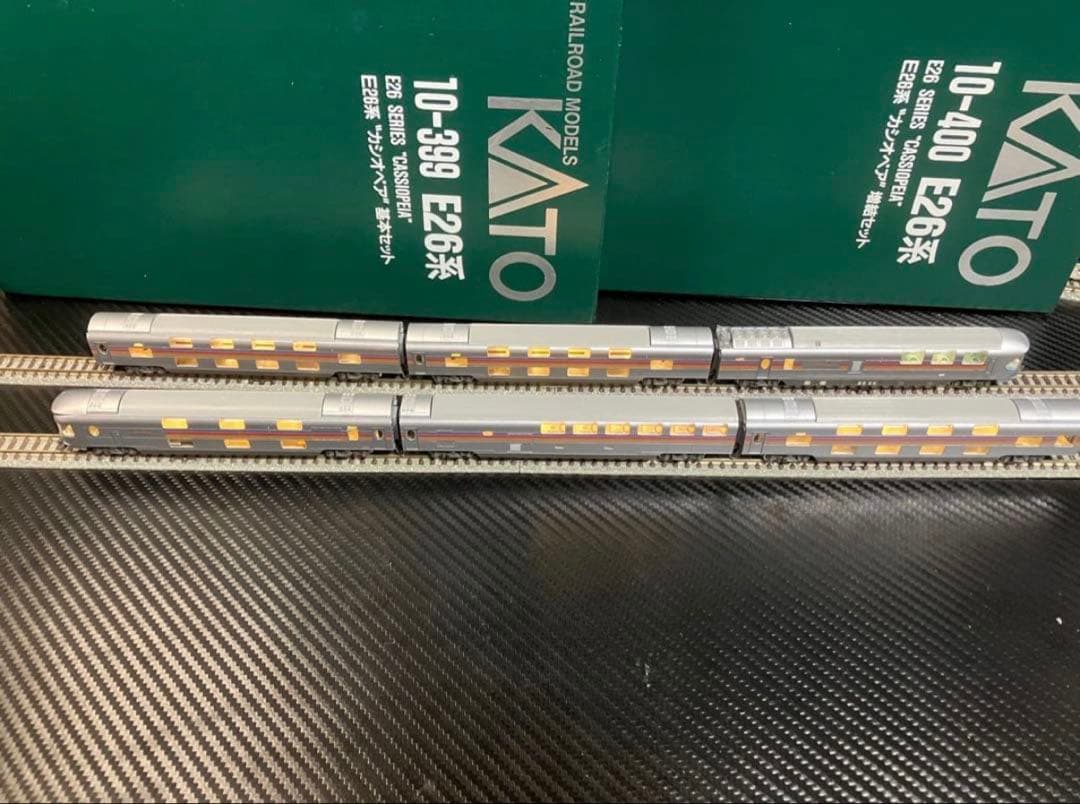 RAILROAD MODELS
KATO
10-399 E26系
E26 SERIES "CASSIOPEIA"
E26系 "カシオペア" 基本セット
KATO
10-400 E26系
E26 SERIES "CASSIOPEIA"
E26系 "カシオペア" 増結セット